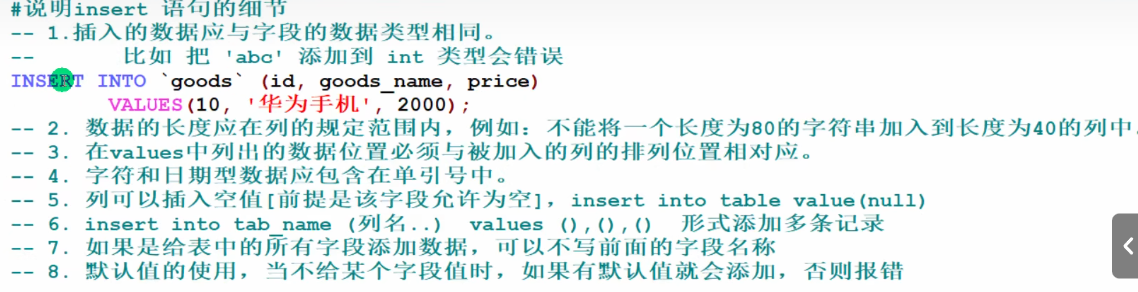 #说明insert 语句的细节
-- 1.插入的数据应与字段的数据类型相同。
--       比如 把 'abc' 添加到 int 类型会错误
INSERT INTO `goods` (id, goods_name, price)
VALUES(10, '华为手机', 2000);
-- 2. 数据的长度应在列的规定范围内，例如：不能将一个长度为80的字符串加入到长度为40的列中.
-- 3. 在values中列出的数据位置必须与被加入的列的排列位置相对应。
-- 4. 字符和日期型数据应包含在单引号中。
-- 5. 列可以插入空值[前提是该字段允许为空]，insert into table value(null)
-- 6. insert into tab_name (列名..)  values (),(),()  形式添加多条记录
-- 7. 如果是给表中的所有字段添加数据，可以不写前面的字段名称
-- 8. 默认值的使用，当不给某个字段值时，如果有默认值就会添加，否则报错